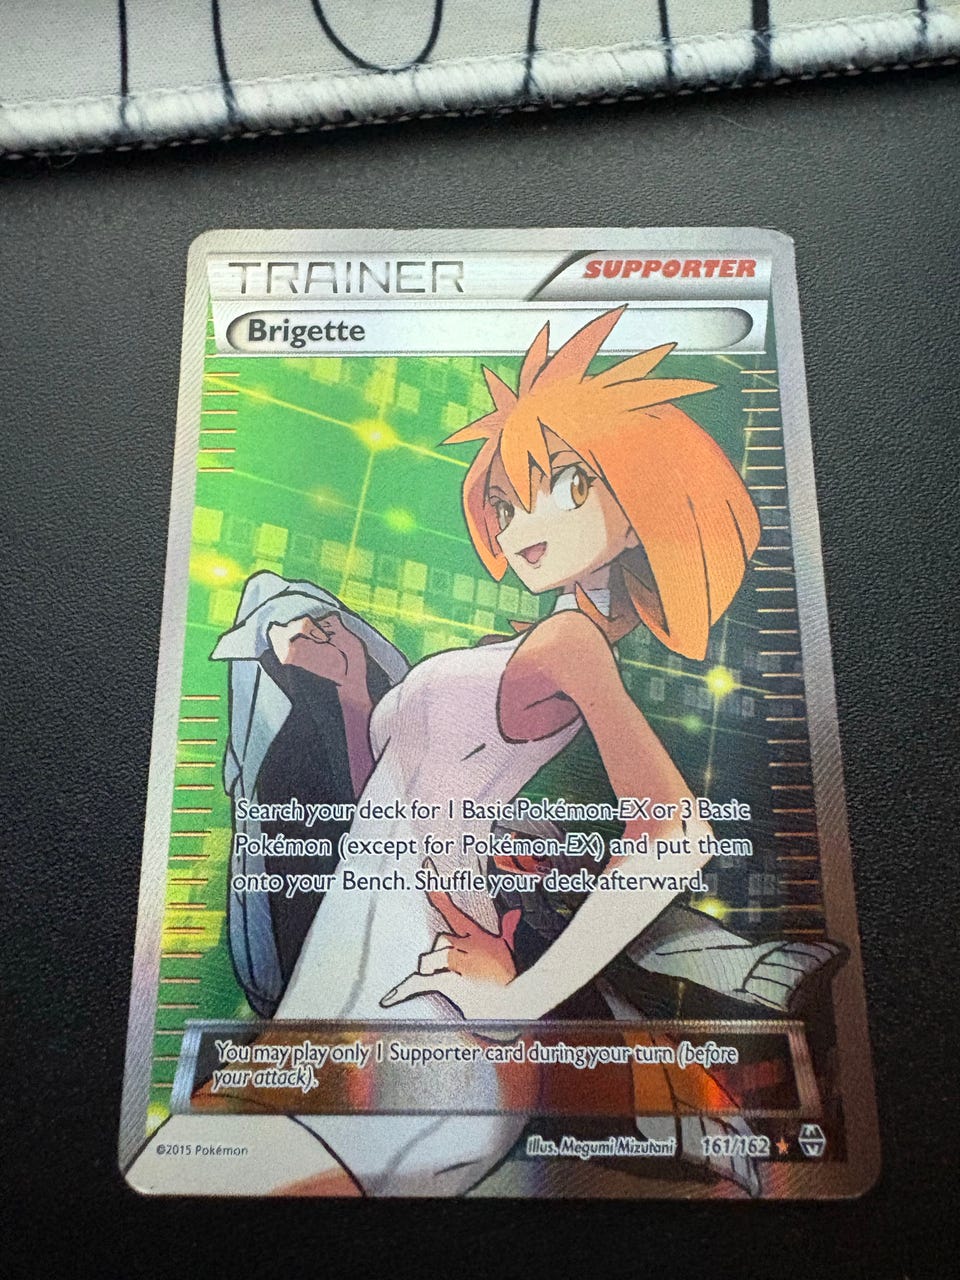 TRAINER
SUPPORTER
Brigette
Search your deck for 1 Basic Pokémon-EX or 3 Basic
Pokémon (except for Pokémon-EX) and put them
onto your Bench. Shuffle your deck afterward.
You may play only 1 Supporter card during your turn (before
your attack).
©2015 Pokémon
Illus. Megumi Mizutani
161/162